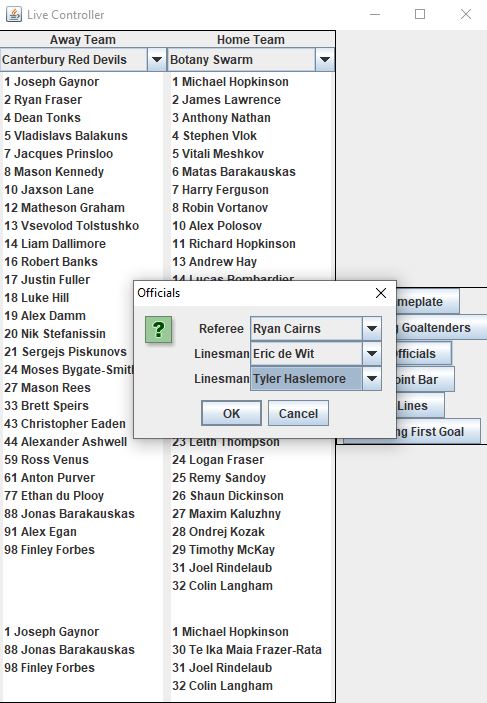 Live Controller
Away Team
Home Team
Canterbury Red Devils
Botany Swarm
1 Joseph Gaynor
2 Ryan Fraser
4 Dean Tonks
5 Vladislavs Balakuns
7 Jacques Prinsloo
8 Mason Kennedy
10 Jaxson Lane
12 Matheson Graham
13 Vsevolod Tolstushko
14 Liam Dallimore
16 Robert Banks
17 Justin Fuller
18 Luke Hill
19 Alex Damm
20 Nik Stefanissin
21 Sergejs Piskunovs
24 Moses Bygate-Smith
27 Mason Rees
33 Brett Speirs
43 Christopher Eaden
44 Alexander Ashwell
59 Ross Venus
61 Anton Purver
77 Ethan du Plooy
88 Jonas Barakauskas
91 Alex Egan
98 Finley Forbes
1 Joseph Gaynor
88 Jonas Barakauskas
98 Finley Forbes
1 Michael Hopkinson
2 James Lawrence
3 Anthony Nathan
4 Stephen Vlok
5 Vitali Meshkov
6 Matas Barakauskas
7 Harry Ferguson
8 Robin Vortanov
10 Alex Polosov
11 Richard Hopkinson
13 Andrew Hay
14 Lucas Bombardier
23 Leith Thompson
24 Logan Fraser
25 Remy Sandoy
26 Shaun Dickinson
27 Maxim Kaluzhny
28 Ondrej Kozak
29 Timothy McKay
31 Joel Rindelaub
32 Colin Langham
1 Michael Hopkinson
30 Te Ika Maia Frazer-Rata
31 Joel Rindelaub
32 Colin Langham
Officials
Referee Ryan Cairns
Linesman Eric de Wit
Linesman Tyler Haslemore
OK
Cancel
meplate
g Goaltenders
Officials
oint Bar
Lines
ng First Goal